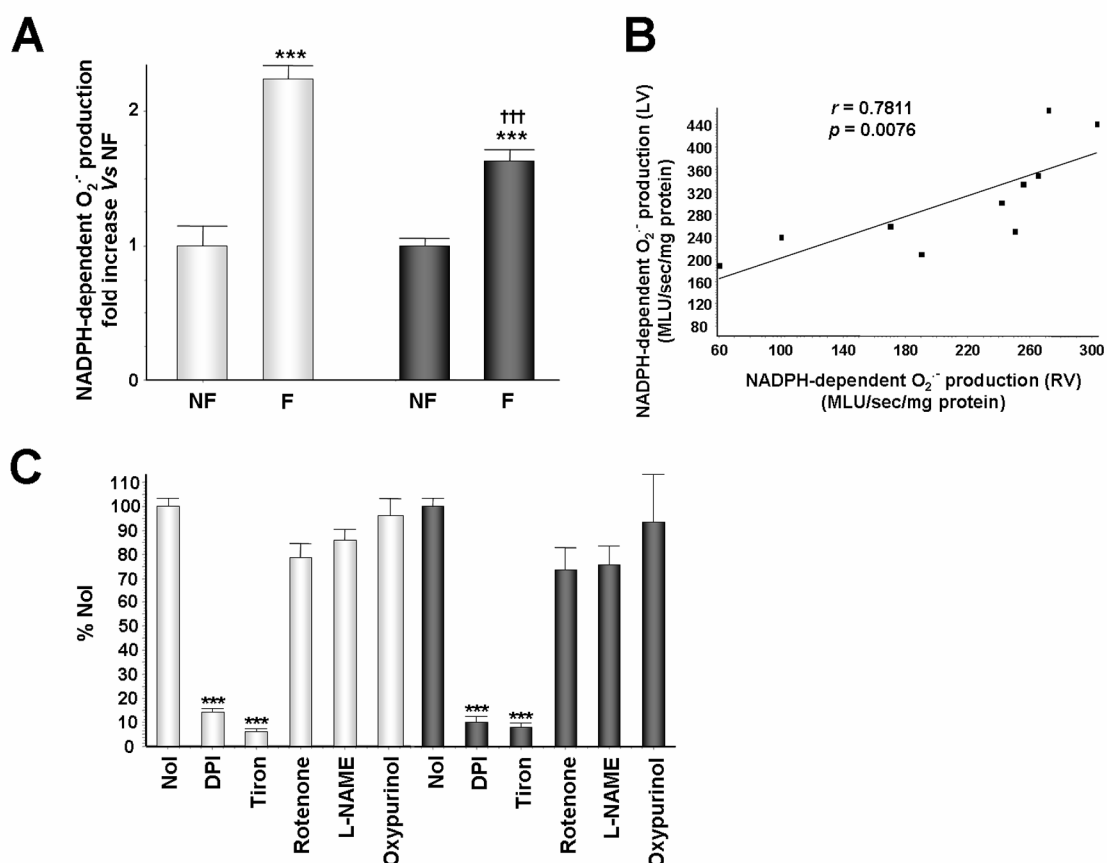 A
NADPH-dependent O2·- production
fold increase Vs NF
2
1
0
***
†††
***
NF
F
NF
F
B
NADPH-dependent O2·- production (LV)
(MLU/sec/mg protein)
r = 0.7811
p = 0.0076
440
400
360
320
280
240
200
160
120
80
60
100
140
180
220
260
300
NADPH-dependent O2·- production (RV)
(MLU/sec/mg protein)
C
% NoI
110
100
90
80
70
60
50
40
30
20
10
0
***
***
***
***
NoI
DPI
Tiron
Rotenone
L-NAME
Oxypurinol
NoI
DPI
Tiron
Rotenone
L-NAME
Oxypurinol